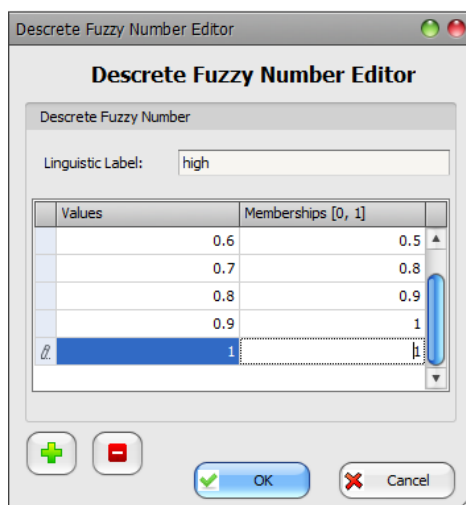 Descrete Fuzzy Number Editor
Descrete Fuzzy Number Editor
Descrete Fuzzy Number
Linguistic Label: high
Values Memberships [0, 1]
0.6 0.5
0.7 0.8
0.8 0.9
0.9 1
1 1
OK Cancel